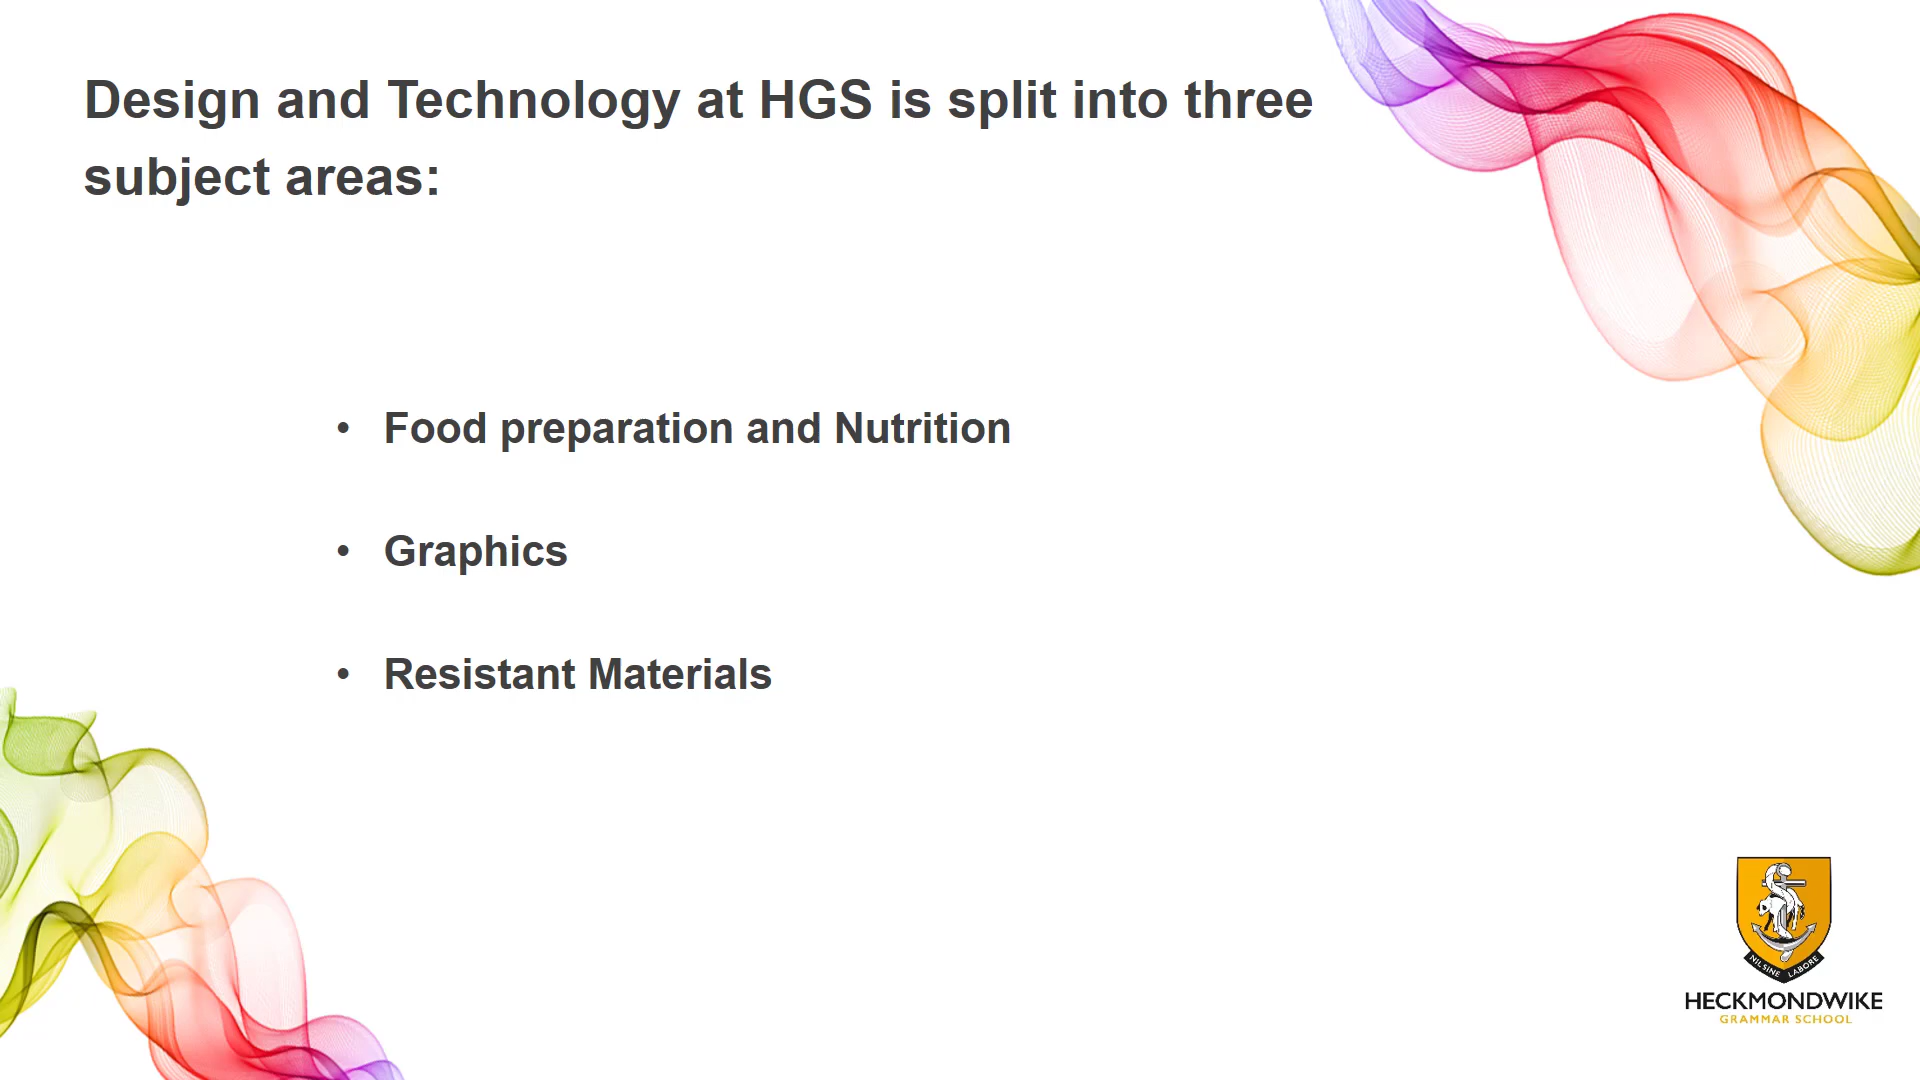 Design and Technology at HGS is split into three
subject areas:
• Food preparation and Nutrition
• Graphics
• Resistant Materials
NIL SINE LABORE
HECKMONDWIKE
GRAMMAR SCHOOL